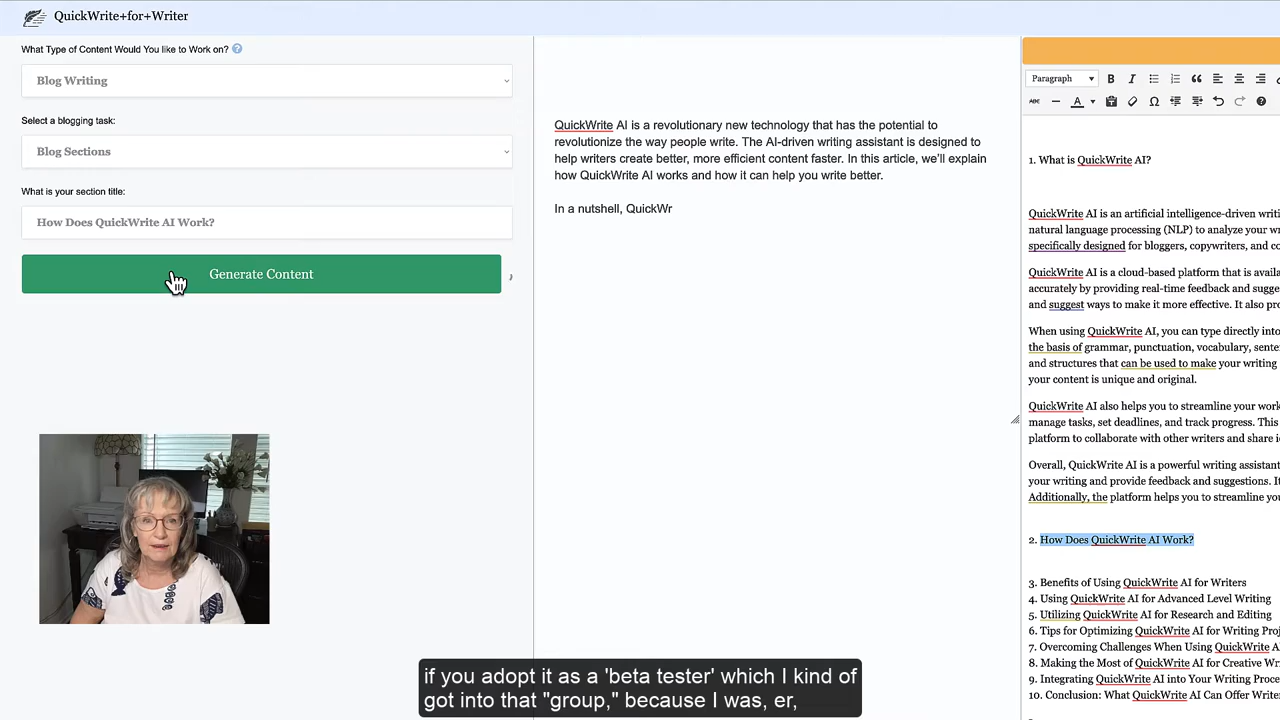 QuickWrite+for+Writer
What Type of Content Would You like to Work on? ?
Blog Writing
Select a blogging task:
Blog Sections
What is your section title:
How Does QuickWrite AI Work?
Generate Content
QuickWrite AI is a revolutionary new technology that has the potential to
revolutionize the way people write. The AI-driven writing assistant is designed to
help writers create better, more efficient content faster. In this article, we'll explain
how QuickWrite AI works and how it can help you write better.
In a nutshell, QuickWr
Paragraph
1. What is QuickWrite AI?
QuickWrite AI is an artificial intelligence-driven writi
natural language processing (NLP) to analyze your wr
specifically designed for bloggers, copywriters, and co
QuickWrite AI is a cloud-based platform that is availa
accurately by providing real-time feedback and sugge
and suggest ways to make it more effective. It also pro
When using QuickWrite AI, you can type directly into
the basis of grammar, punctuation, vocabulary, senter
and structures that can be used to make your writing
your content is unique and original.
QuickWrite AI also helps you to streamline your work
manage tasks, set deadlines, and track progress. This
platform to collaborate with other writers and share i
Overall, QuickWrite AI is a powerful writing assistant
your writing and provide feedback and suggestions. It
Additionally, the platform helps you to streamline you
2. How Does QuickWrite AI Work?
3. Benefits of Using QuickWrite AI for Writers
4. Using QuickWrite AI for Advanced Level Writing
5. Utilizing QuickWrite AI for Research and Editing
6. Tips for Optimizing QuickWrite AI for Writing Proj
7. Overcoming Challenges When Using QuickWrite A
8. Making the Most of QuickWrite AI for Creative Wr
9. Integrating QuickWrite AI into Your Writing Proce
10. Conclusion: What QuickWrite AI Can Offer Write
if you adopt it as a 'beta tester' which I kind of
got into that "group," because I was, er,